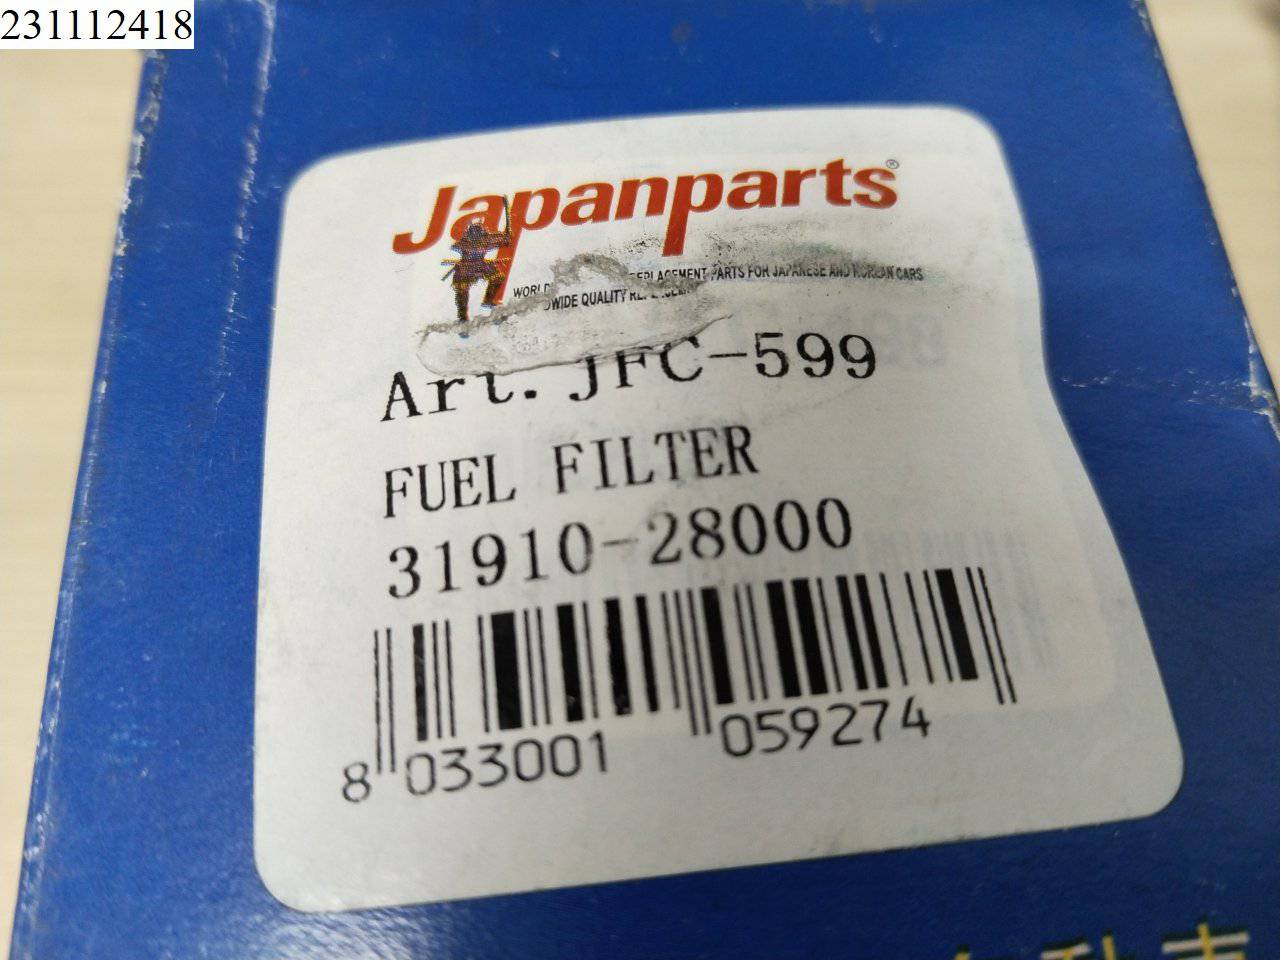 231112418
Japanparts®
REPLACEMENT PARTS FOR JAPANESE AND KOREAN CARS
WIDE QUALITY
Art. JFC-599
FUEL FILTER
31910-28000
8 033001 059274